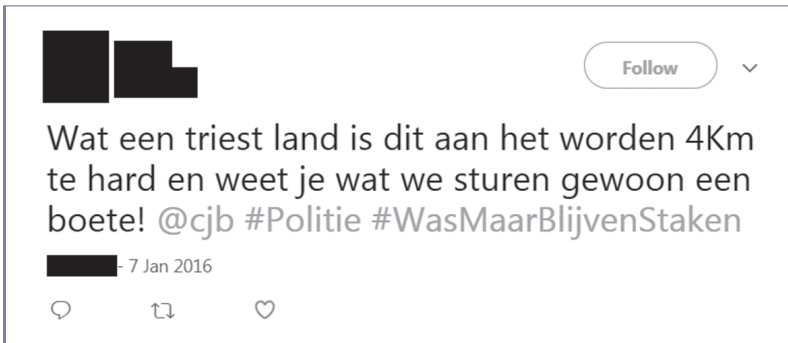 Follow
Wat een triest land is dit aan het worden 4Km
te hard en weet je wat we sturen gewoon een
boete! @cjb #Politie #WasMaarBlijvenStaken
- 7 Jan 2016